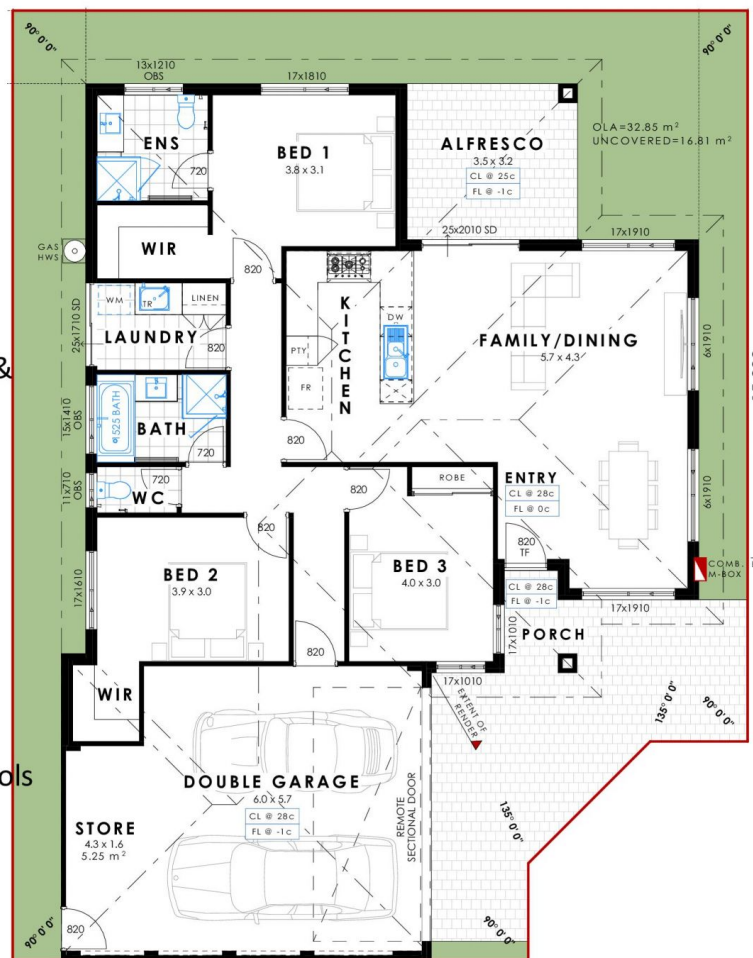 90° 0' 0"
90° 0' 0"
13x1210
OBS
17x1810
ENS
720
BED 1
3.8 x 3.1
ALFRESCO
3.5 x 3.2
CL @ 25c
FL @ -1c
OLA=32.85 m²
UNCOVERED=16.81 m²
25x2010 SD
17x1910
GAS
HWS
WIR
820
WM
TR
LINEN
25x1710 SD
LAUNDRY
820
KITCHEN
DW
PTY
FR
FAMILY/DINING
5.7 x 4.3
6x1910
&
15x1410
OBS
1525 BATH
BATH
720
820
11x710
OBS
720
WC
820
820
ROBE
ENTRY
CL @ 28c
FL @ 0c
820
TF
6x1910
COMB.
M-BOX
17x1610
BED 2
3.9 x 3.0
BED 3
4.0 x 3.0
CL @ 28c
FL @ -1c
17x1910
PORCH
17x1010
820
17x1010
EXTENT OF
RENDER
WIR
135° 0' 0"
90° 0' 0"
ols
DOUBLE GARAGE
6.0 x 5.7
CL @ 28c
FL @ -1c
REMOTE
SECTIONAL DOOR
STORE
4.3 x 1.6
5.25 m²
135° 0' 0"
820
90° 0' 0"
90° 0' 0"